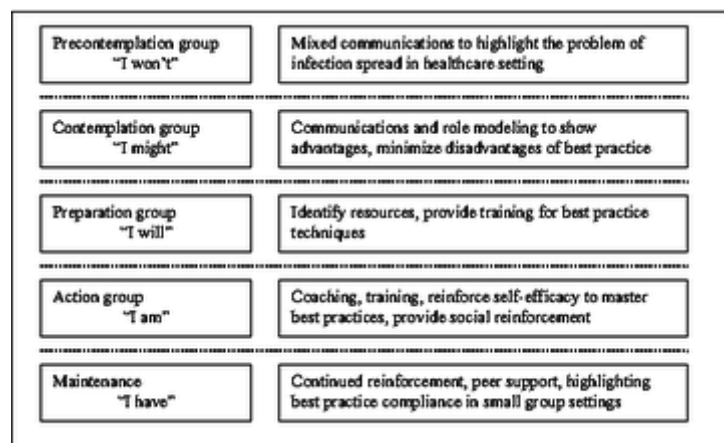 Precontemplation group
"I won't"
Mixed communications to highlight the problem of
infection spread in healthcare setting
Contemplation group
"I might"
Communications and role modeling to show
advantages, minimize disadvantages of best practice
Preparation group
"I will"
Identify resources, provide training for best practice
techniques
Action group
"I am"
Coaching, training, reinforce self-efficacy to master
best practices, provide social reinforcement
Maintenance
"I have"
Continued reinforcement, peer support, highlighting
best practice compliance in small group settings